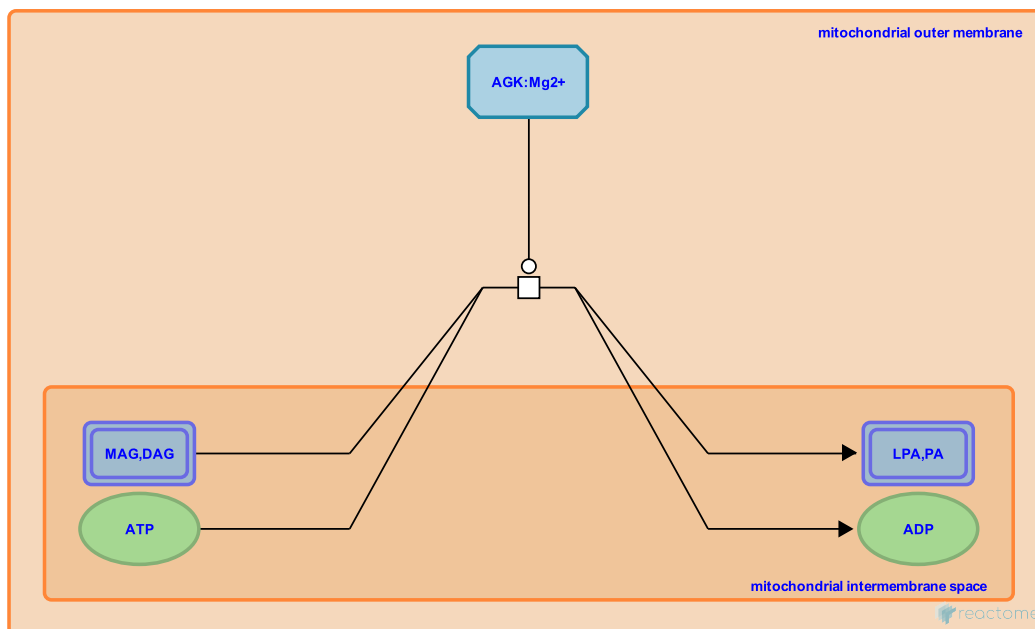 mitochondrial outer membrane
AGK:Mg2+
MAG,DAG
LPA,PA
ATP
ADP
mitochondrial intermembrane space
reactome